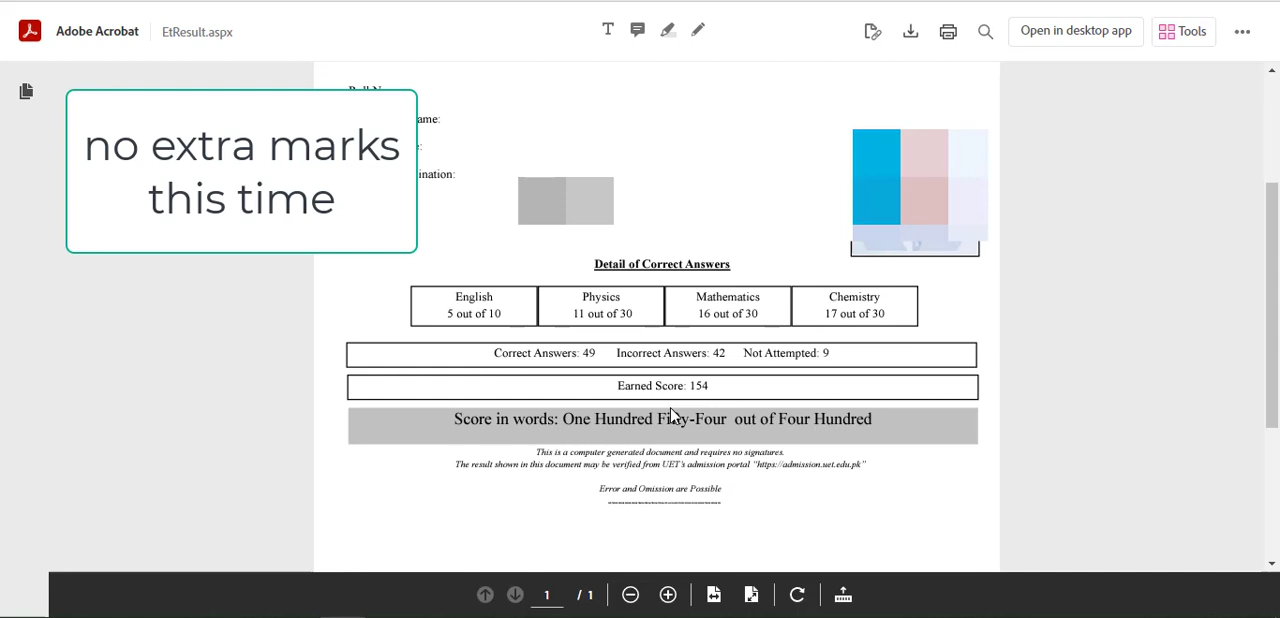 Adobe Acrobat EtResult.aspx
T
Open in desktop app
Tools
no extra marks
this time
ame:
ination:
Detail of Correct Answers
English Physics Mathematics Chemistry
5 out of 10 11 out of 30 16 out of 30 17 out of 30
Correct Answers: 49 Incorrect Answers: 42 Not Attempted: 9
Earned Score: 154
Score in words: One Hundred Fifty-Four out of Four Hundred
This is a computer generated document and requires no signatures.
The result shown in this document may be verified from UET's admission portal "https://admission.uet.edu.pk"
Error and Omission are Possible
1 / 1